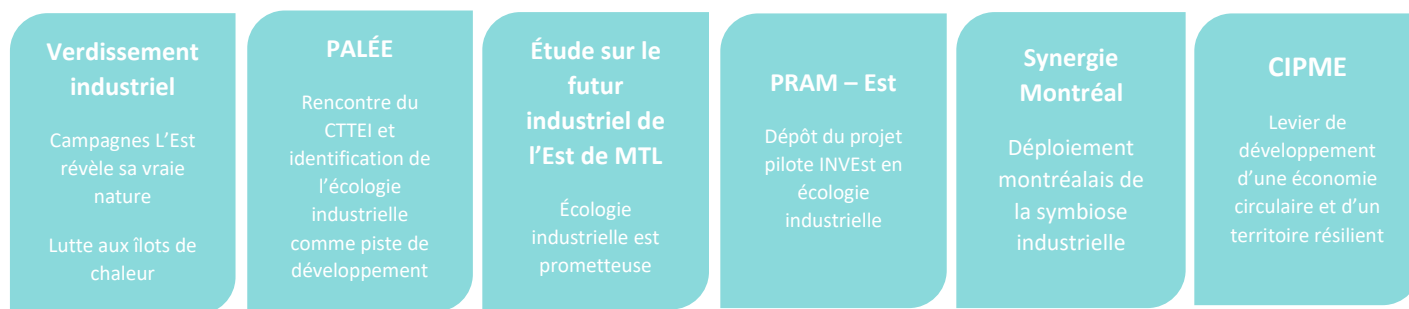 Verdissement
industriel
Campagnes L’Est
révèle sa vraie
nature
Lutte aux îlots de
chaleur
PALÉE
Rencontre du
CTTEI et
identification de
l’écologie
industrielle
comme piste de
développement
Étude sur le
futur
industriel de
l’Est de MTL
Écologie
industrielle est
prometteuse
PRAM – Est
Dépôt du projet
pilote INVEst en
écologie
industrielle
Synergie
Montréal
Déploiement
montréalais de
la symbiose
industrielle
CIPME
Levier de
développement
d’une économie
circulaire et d’un
territoire résilient